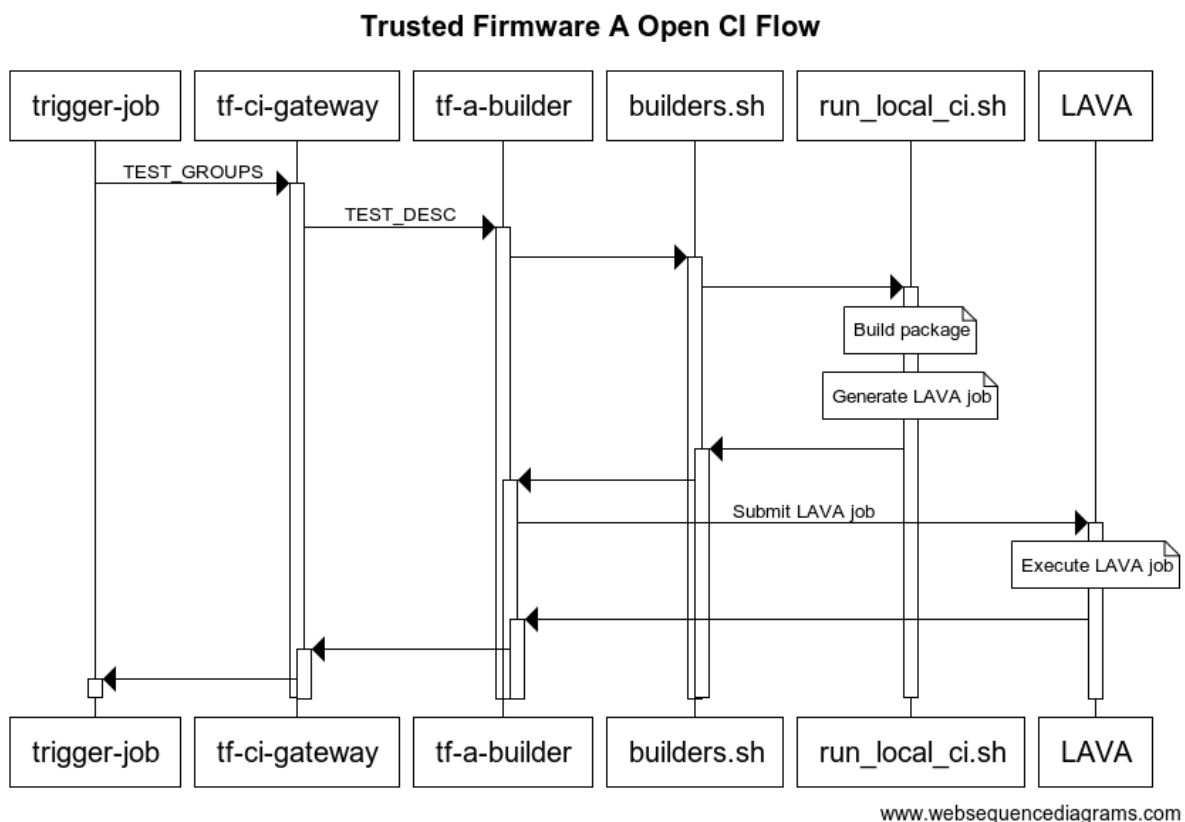 Trusted Firmware A Open CI Flow
trigger-job
tf-ci-gateway
tf-a-builder
builders.sh
run_local_ci.sh
LAVA
TEST_GROUPS
TEST_DESC
Build package
Generate LAVA job
Submit LAVA job
Execute LAVA job
trigger-job
tf-ci-gateway
tf-a-builder
builders.sh
run_local_ci.sh
LAVA
www.websequencediagrams.com